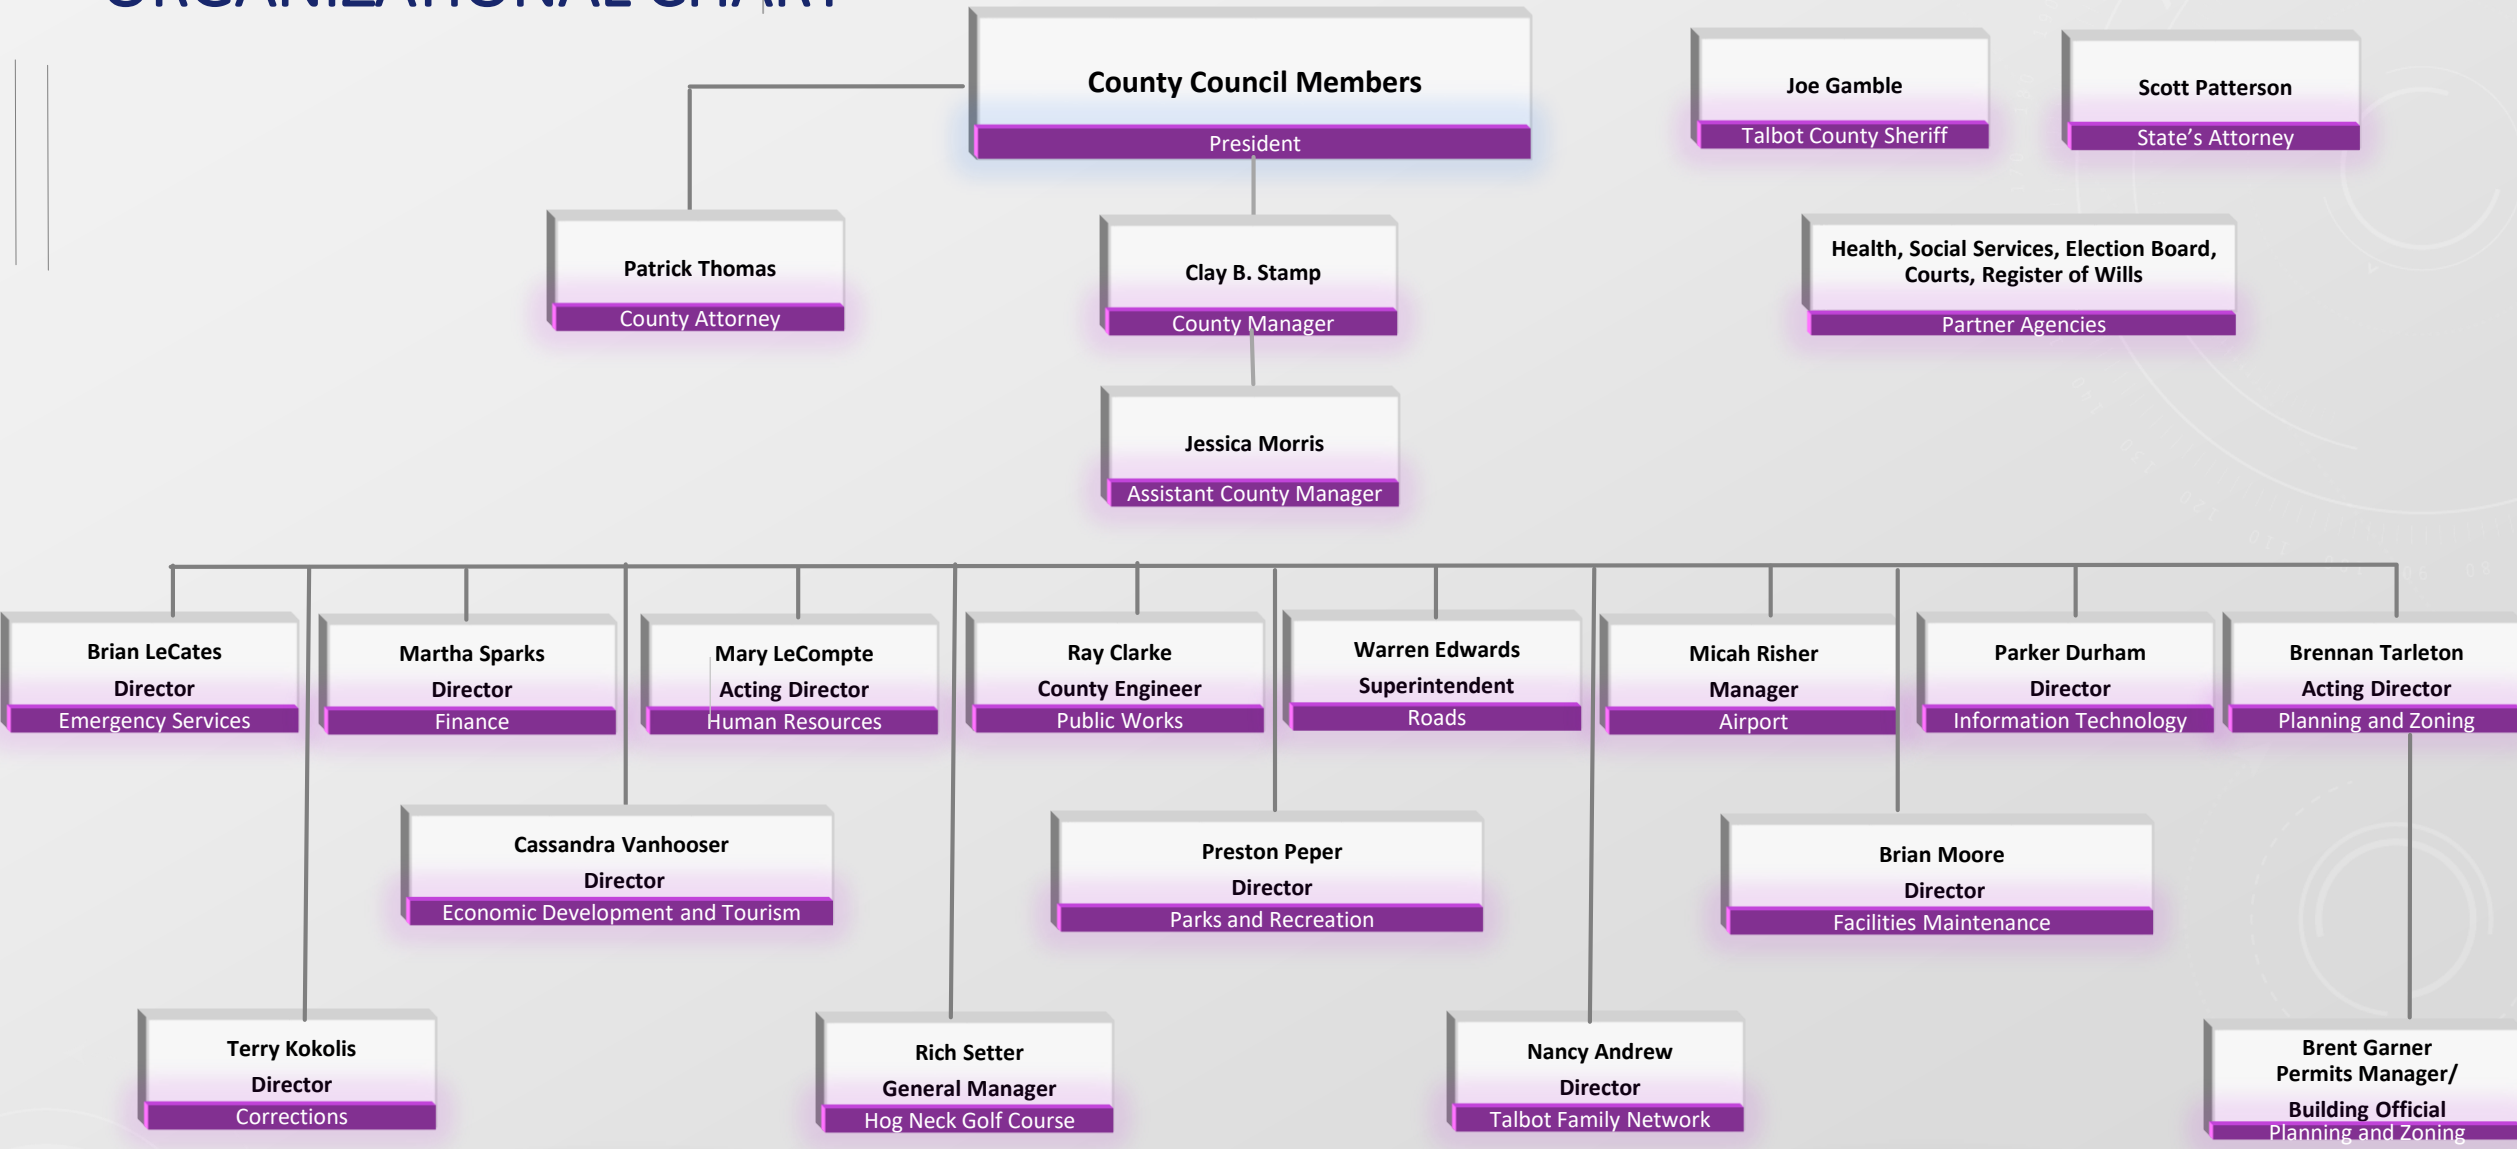 ORGANIZATIONAL CHART
County Council Members
President
Joe Gamble
Talbot County Sheriff
Scott Patterson
State’s Attorney
Patrick Thomas
County Attorney
Clay B. Stamp
County Manager
Health, Social Services, Election Board,
Courts, Register of Wills
Partner Agencies
Jessica Morris
Assistant County Manager
Brian LeCates
Director
Emergency Services
Martha Sparks
Director
Finance
Mary LeCompte
Acting Director
Human Resources
Ray Clarke
County Engineer
Public Works
Warren Edwards
Superintendent
Roads
Micah Risher
Manager
Airport
Parker Durham
Director
Information Technology
Brennan Tarleton
Acting Director
Planning and Zoning
Cassandra Vanhooser
Director
Economic Development and Tourism
Preston Peper
Director
Parks and Recreation
Brian Moore
Director
Facilities Maintenance
Terry Kokolis
Director
Corrections
Rich Setter
General Manager
Hog Neck Golf Course
Nancy Andrew
Director
Talbot Family Network
Brent Garner
Permits Manager/
Building Official
Planning and Zoning